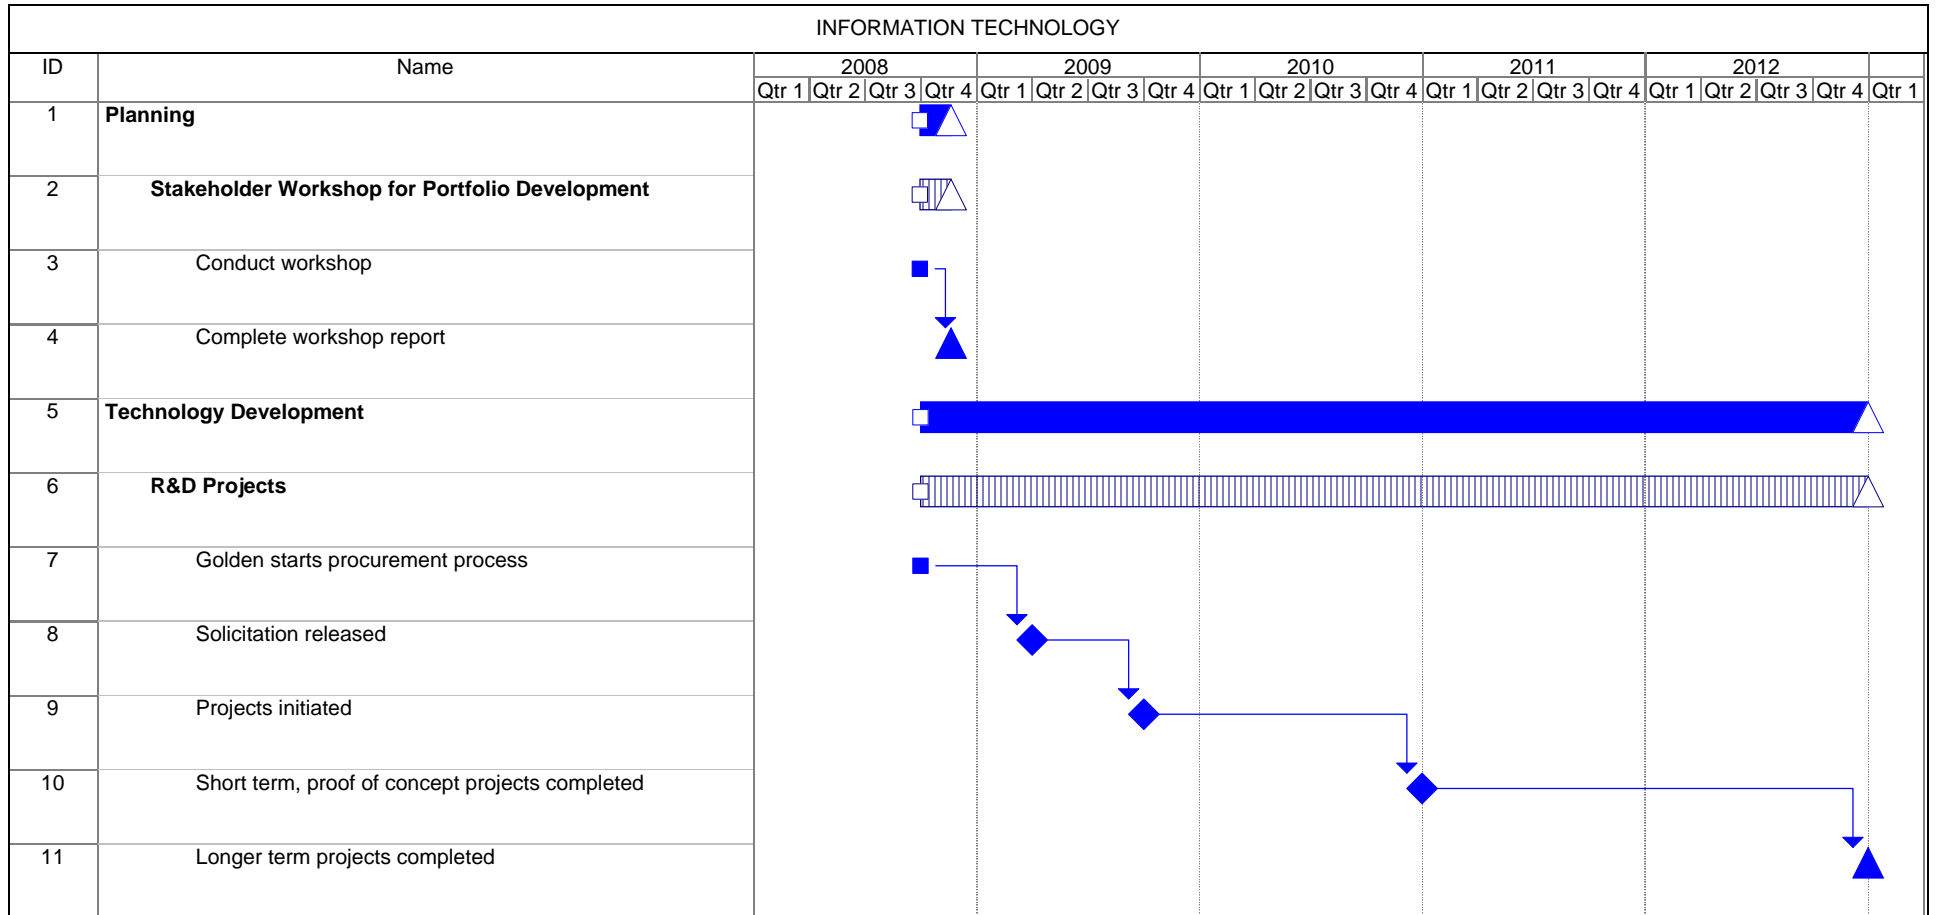 INFORMATION TECHNOLOGY
ID Name 2008 2009 2010 2011 2012
Qtr 1 Qtr 2 Qtr 3 Qtr 4 Qtr 1 Qtr 2 Qtr 3 Qtr 4 Qtr 1 Qtr 2 Qtr 3 Qtr 4 Qtr 1 Qtr 2 Qtr 3 Qtr 4 Qtr 1 Qtr 2 Qtr 3 Qtr 4 Qtr 1
1 Planning
2 Stakeholder Workshop for Portfolio Development
3 Conduct workshop
4 Complete workshop report
5 Technology Development
6 R&D Projects
7 Golden starts procurement process
8 Solicitation released
9 Projects initiated
10 Short term, proof of concept projects completed
11 Longer term projects completed